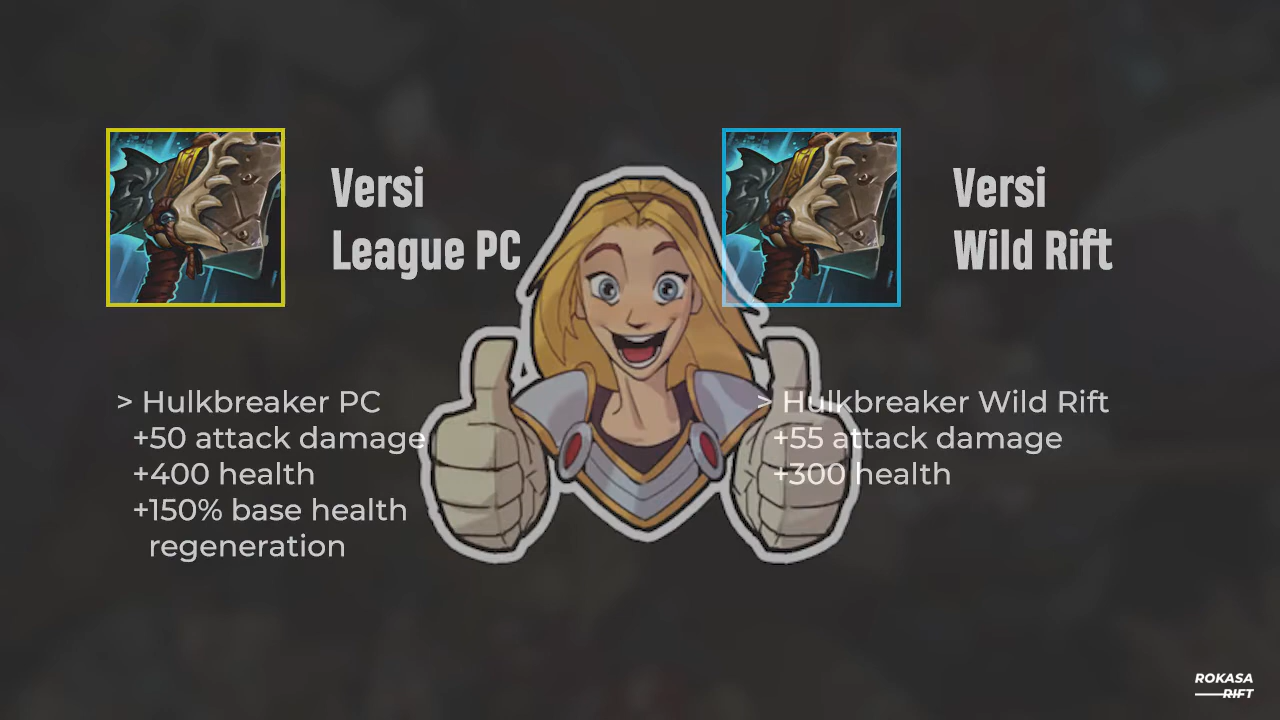 Versi
League PC
> Hulkbreaker PC
+50 attack damage
+400 health
+150% base health
regeneration
Versi
Wild Rift
> Hulkbreaker Wild Rift
+55 attack damage
+300 health
ROKASA
RIFT